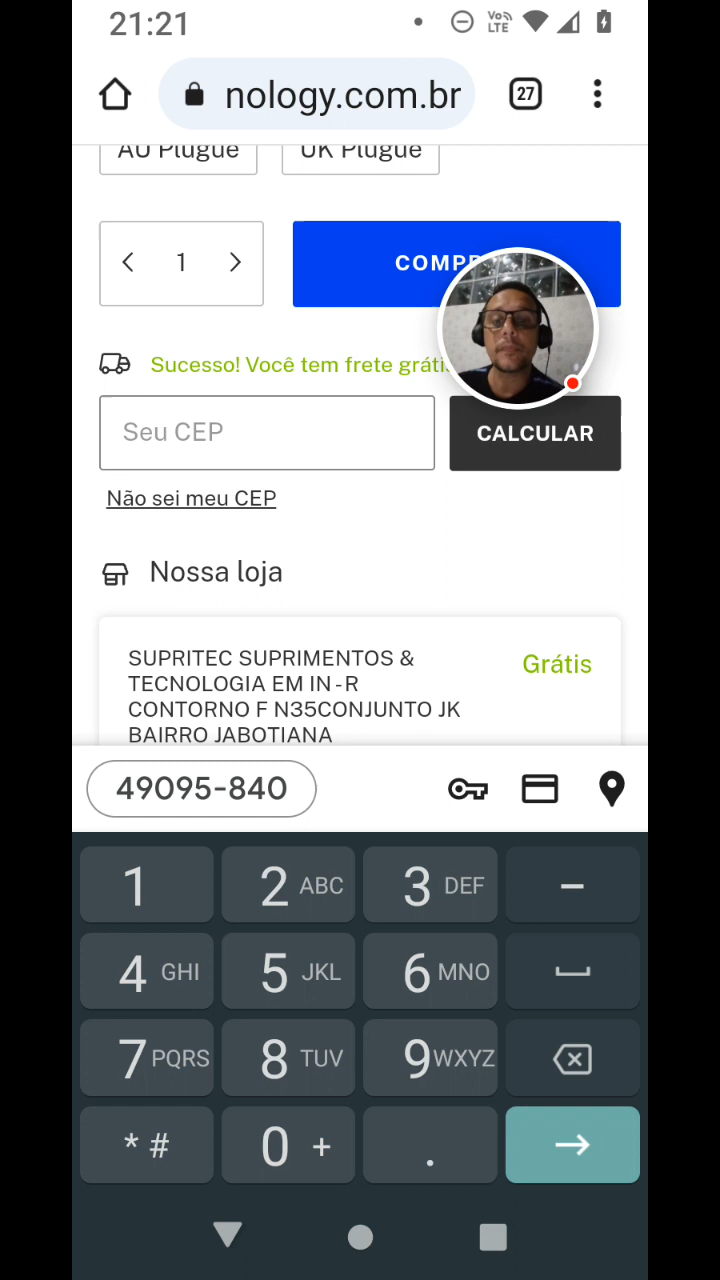 21:21
Vo LTE
nology.com.br
27
AU Plugue UK Plugue
1
COMP
Sucesso! Você tem frete
Seu CEP
CALCULAR
Não sei meu CEP
Nossa loja
SUPRITEC SUPRIMENTOS &
TECNOLOGIA EM IN - R
CONTORNO F N35CONJUNTO JK
BAIRRO JABOTIANA
Grátis
49095-840
1 2 ABC 3 DEF –
4 GHI 5 JKL 6 MNO
7 PQRS 8 TUV 9 WXYZ
* # 0 + .